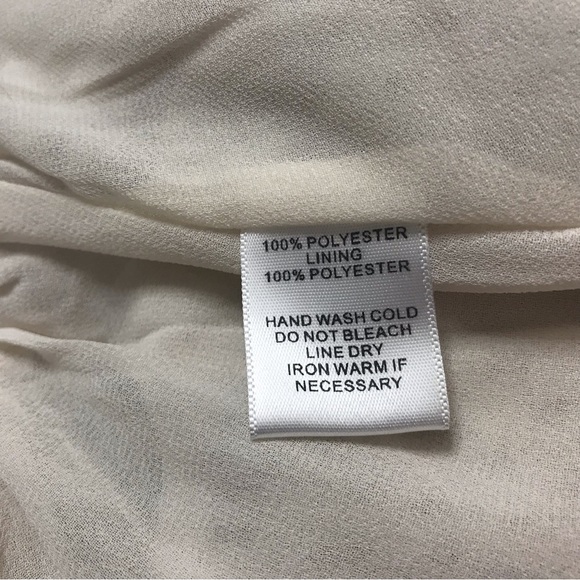 100% POLYESTER
LINING
100% POLYESTER
HAND WASH COLD
DO NOT BLEACH
LINE DRY
IRON WARM IF
NECESSARY